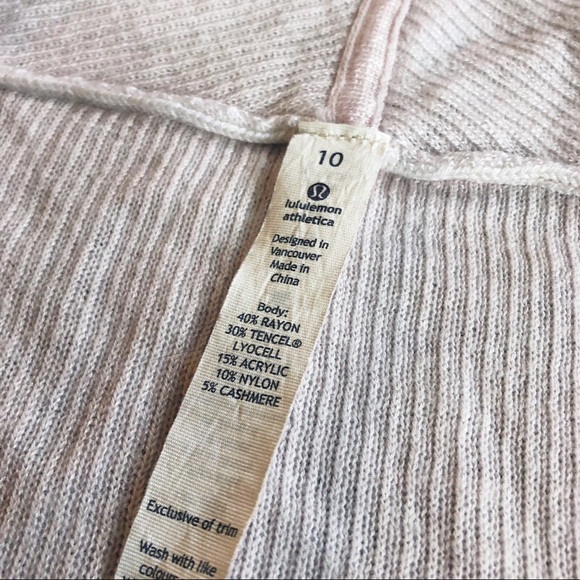 10
lululemon
athletica
Designed in
Vancouver
Made in
China
Body:
40% RAYON
30% TENCEL®
LYOCELL
15% ACRYLIC
10% NYLON
5% CASHMERE
Exclusive of trim
Wash with like